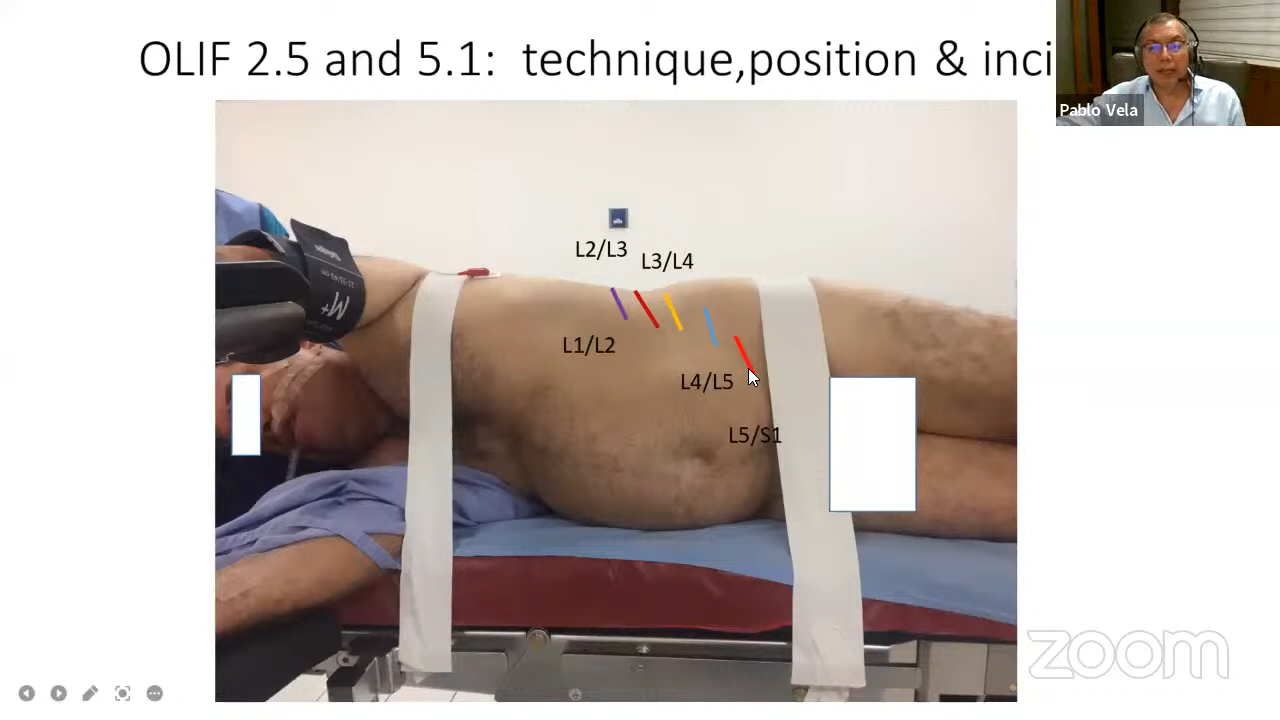 OLIF 2.5 and 5.1: technique,position & inci
Pablo Vela
L2/L3
L3/L4
M+
L1/L2
L4/L5
L5/S1
zoom